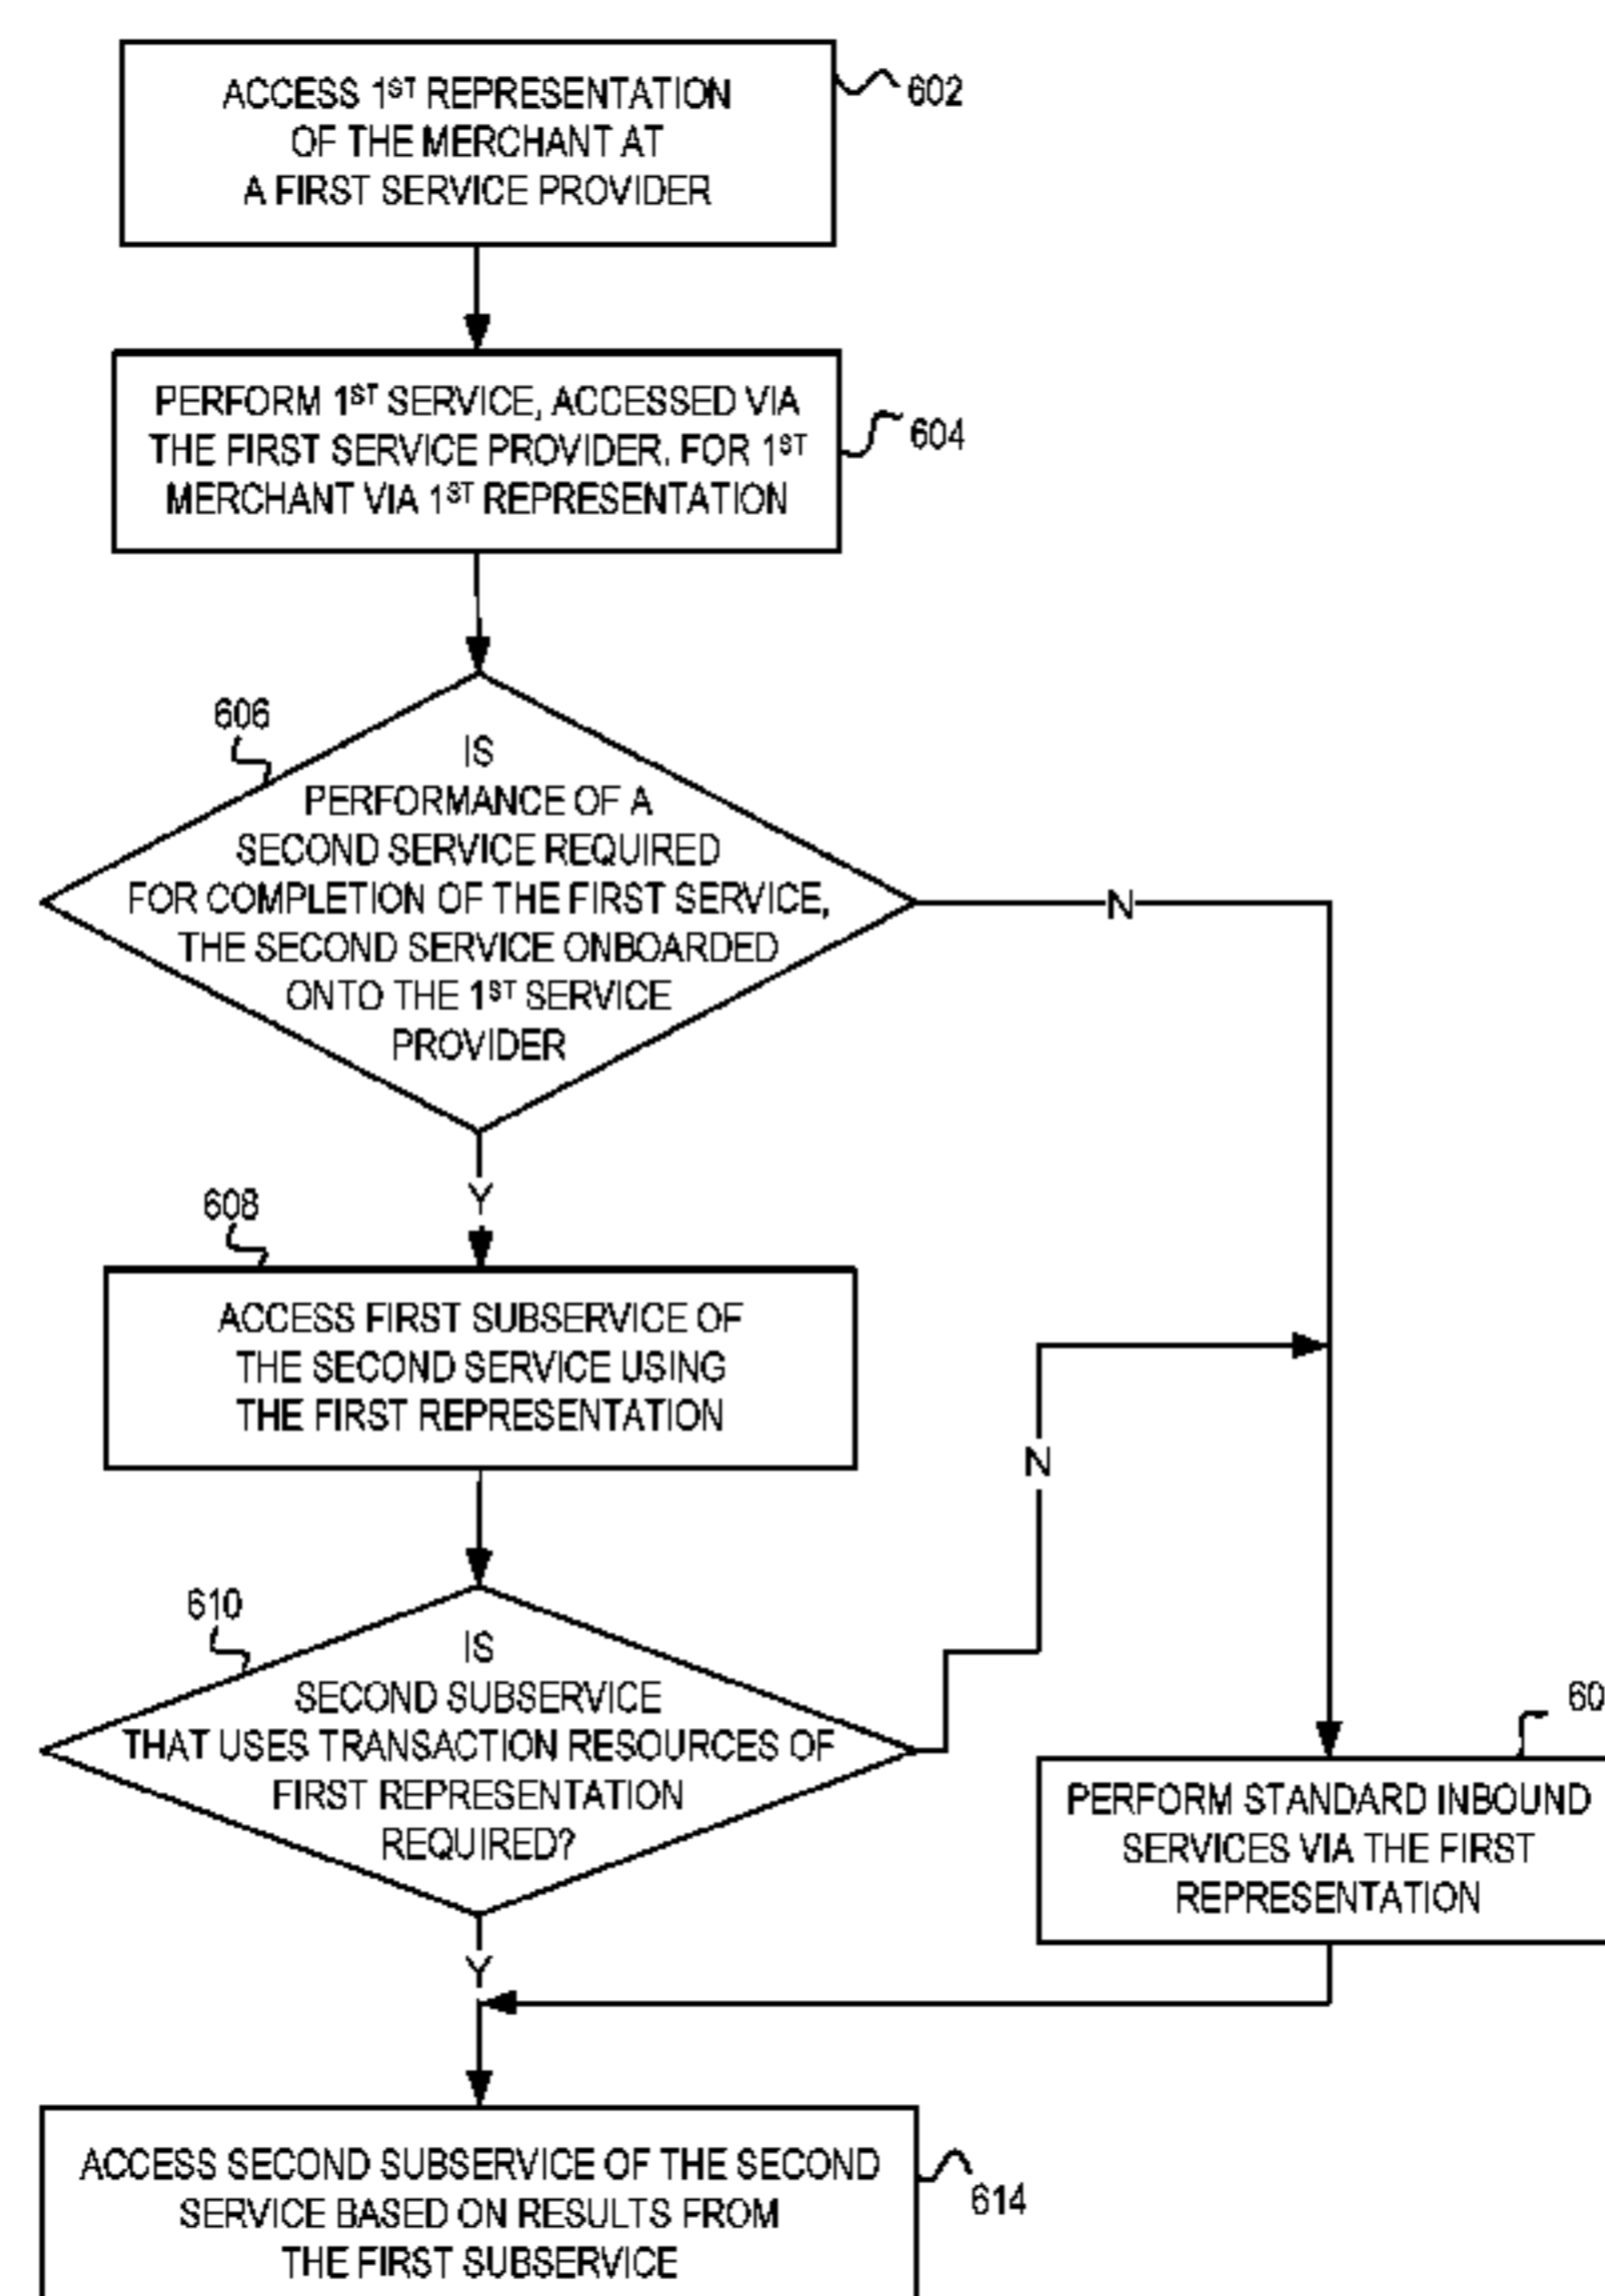 ACCESS 1ST REPRESENTATION
OF THE MERCHANT AT
A FIRST SERVICE PROVIDER
602
PERFORM 1ST SERVICE, ACCESSED VIA
THE FIRST SERVICE PROVIDER. FOR 1ST
MERCHANT VIA 1ST REPRESENTATION
604
606
IS
PERFORMANCE OF A
SECOND SERVICE REQUIRED
FOR COMPLETION OF THE FIRST SERVICE,
THE SECOND SERVICE ONBOARDED
ONTO THE 1ST SERVICE
PROVIDER
N
Y
608
ACCESS FIRST SUBSERVICE OF
THE SECOND SERVICE USING
THE FIRST REPRESENTATION
N
610
IS
SECOND SUBSERVICE
THAT USES TRANSACTION RESOURCES OF
FIRST REPRESENTATION
REQUIRED?
60
PERFORM STANDARD INBOUND
SERVICES VIA THE FIRST
REPRESENTATION
Y
ACCESS SECOND SUBSERVICE OF THE SECOND
SERVICE BASED ON RESULTS FROM
THE FIRST SUBSERVICE
614